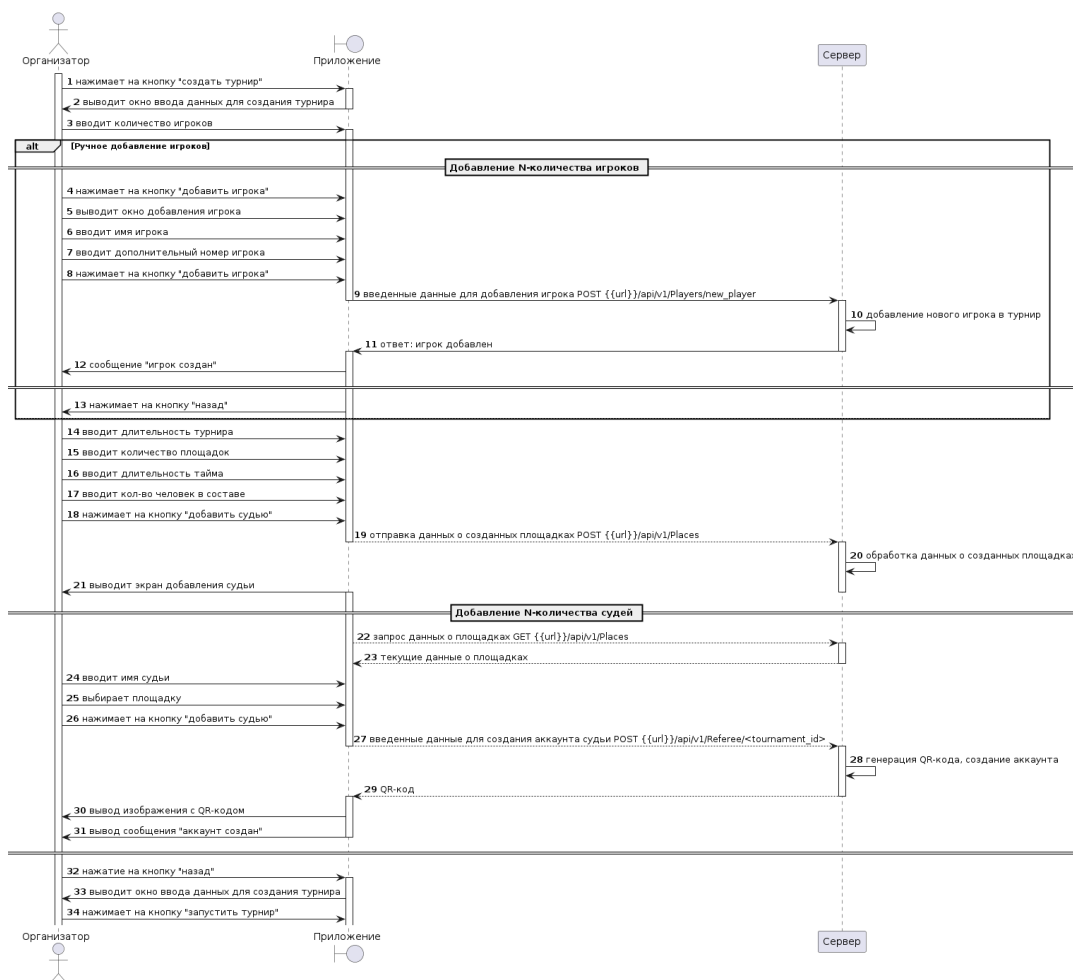 Организатор
Приложение
Сервер
1 нажимает на кнопку "создать турнир"
2 выводит окно ввода данных для создания турнира
3 вводит количество игроков
alt [Ручное добавление игроков]
Добавление N-количества игроков
4 нажимает на кнопку "добавить игрока"
5 выводит окно добавления игрока
6 вводит имя игрока
7 вводит дополнительный номер игрока
8 нажимает на кнопку "добавить игрока"
9 введенные данные для добавления игрока POST {{url}}/api/v1/Players/new_player
10 добавление нового игрока в турнир
11 ответ: игрок добавлен
12 сообщение "игрок создан"
13 нажимает на кнопку "назад"
14 вводит длительность турнира
15 вводит количество площадок
16 вводит длительность тайма
17 вводит кол-во человек в составе
18 нажимает на кнопку "добавить судью"
19 отправка данных о созданных площадках POST {{url}}/api/v1/Places
20 обработка данных о созданных площадках
21 выводит экран добавления судьи
Добавление N-количества судей
22 запрос данных о площадках GET {{url}}/api/v1/Places
23 текущие данные о площадках
24 вводит имя судьи
25 выбирает площадку
26 нажимает на кнопку "добавить судью"
27 введенные данные для создания аккаунта судьи POST {{url}}/api/v1/Referee/<tournament_id>
28 генерация QR-кода, создание аккаунта
29 QR-код
30 вывод изображения с QR-кодом
31 вывод сообщения "аккаунт создан"
32 нажатие на кнопку "назад"
33 выводит окно ввода данных для создания турнира
34 нажимает на кнопку "запустить турнир"
Организатор
Приложение
Сервер